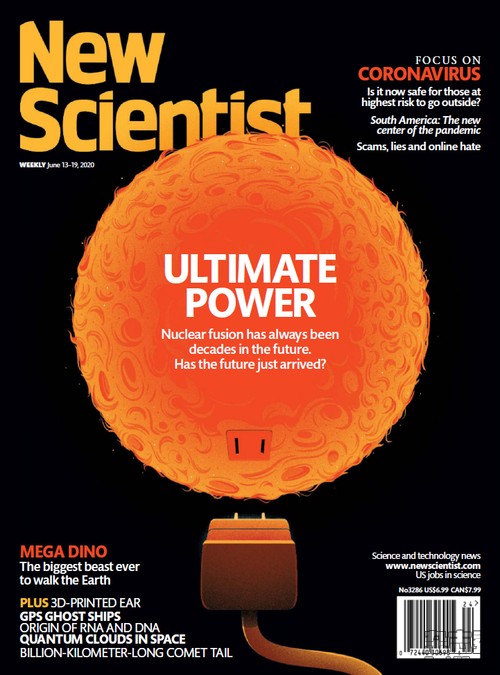 New
Scientist
WEEKLY June 13–19, 2020
FOCUS ON
CORONAVIRUS
Is it now safe for those at
highest risk to go outside?
South America: The new
center of the pandemic
Scams, lies and online hate
ULTIMATE
POWER
Nuclear fusion has always been
decades in the future.
Has the future just arrived?
MEGA DINO
The biggest beast ever
to walk the Earth
PLUS 3D-PRINTED EAR
GPS GHOST SHIPS
ORIGIN OF RNA AND DNA
QUANTUM CLOUDS IN SPACE
BILLION-KILOMETER-LONG COMET TAIL
Science and technology news
www.newscientist.com
US jobs in science
No3286 US$6.99 CAN$7.99
24